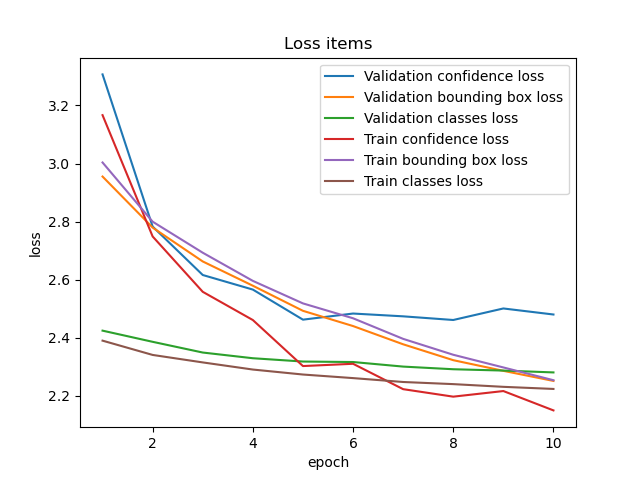 Loss items
Validation confidence loss
Validation bounding box loss
Validation classes loss
Train confidence loss
Train bounding box loss
Train classes loss
3.2
3.0
2.8
2.6
2.4
2.2
loss
2 4 6 8 10
epoch